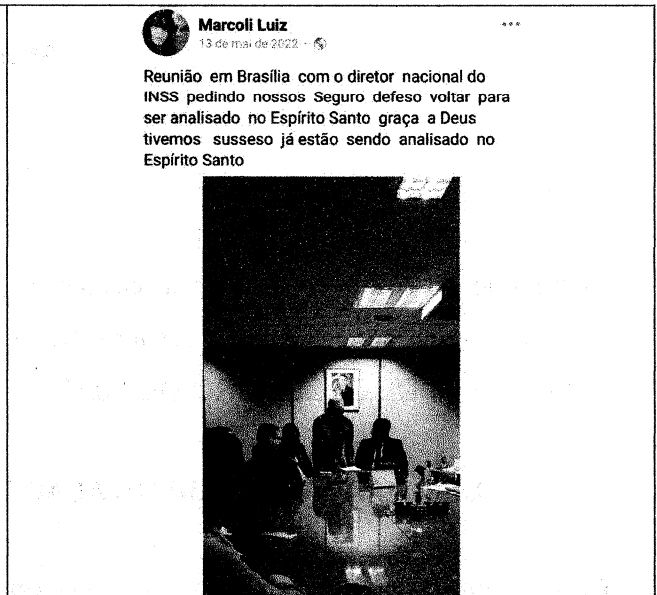 Marcoli Luiz
13 de mai de 2022 ·
Reunião em Brasília com o diretor nacional do
INSS pedindo nossos Seguro defeso voltar para
ser analisado no Espírito Santo graça a Deus
tivemos susseso já estão sendo analisado no
Espírito Santo